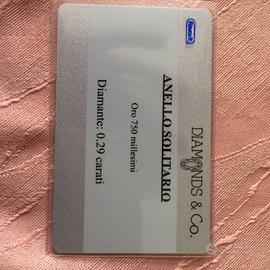 DIAMONDS & Co.
ANELLO SOLITARIO
Oro 750 millesimi
Diamante: 0.29 carati